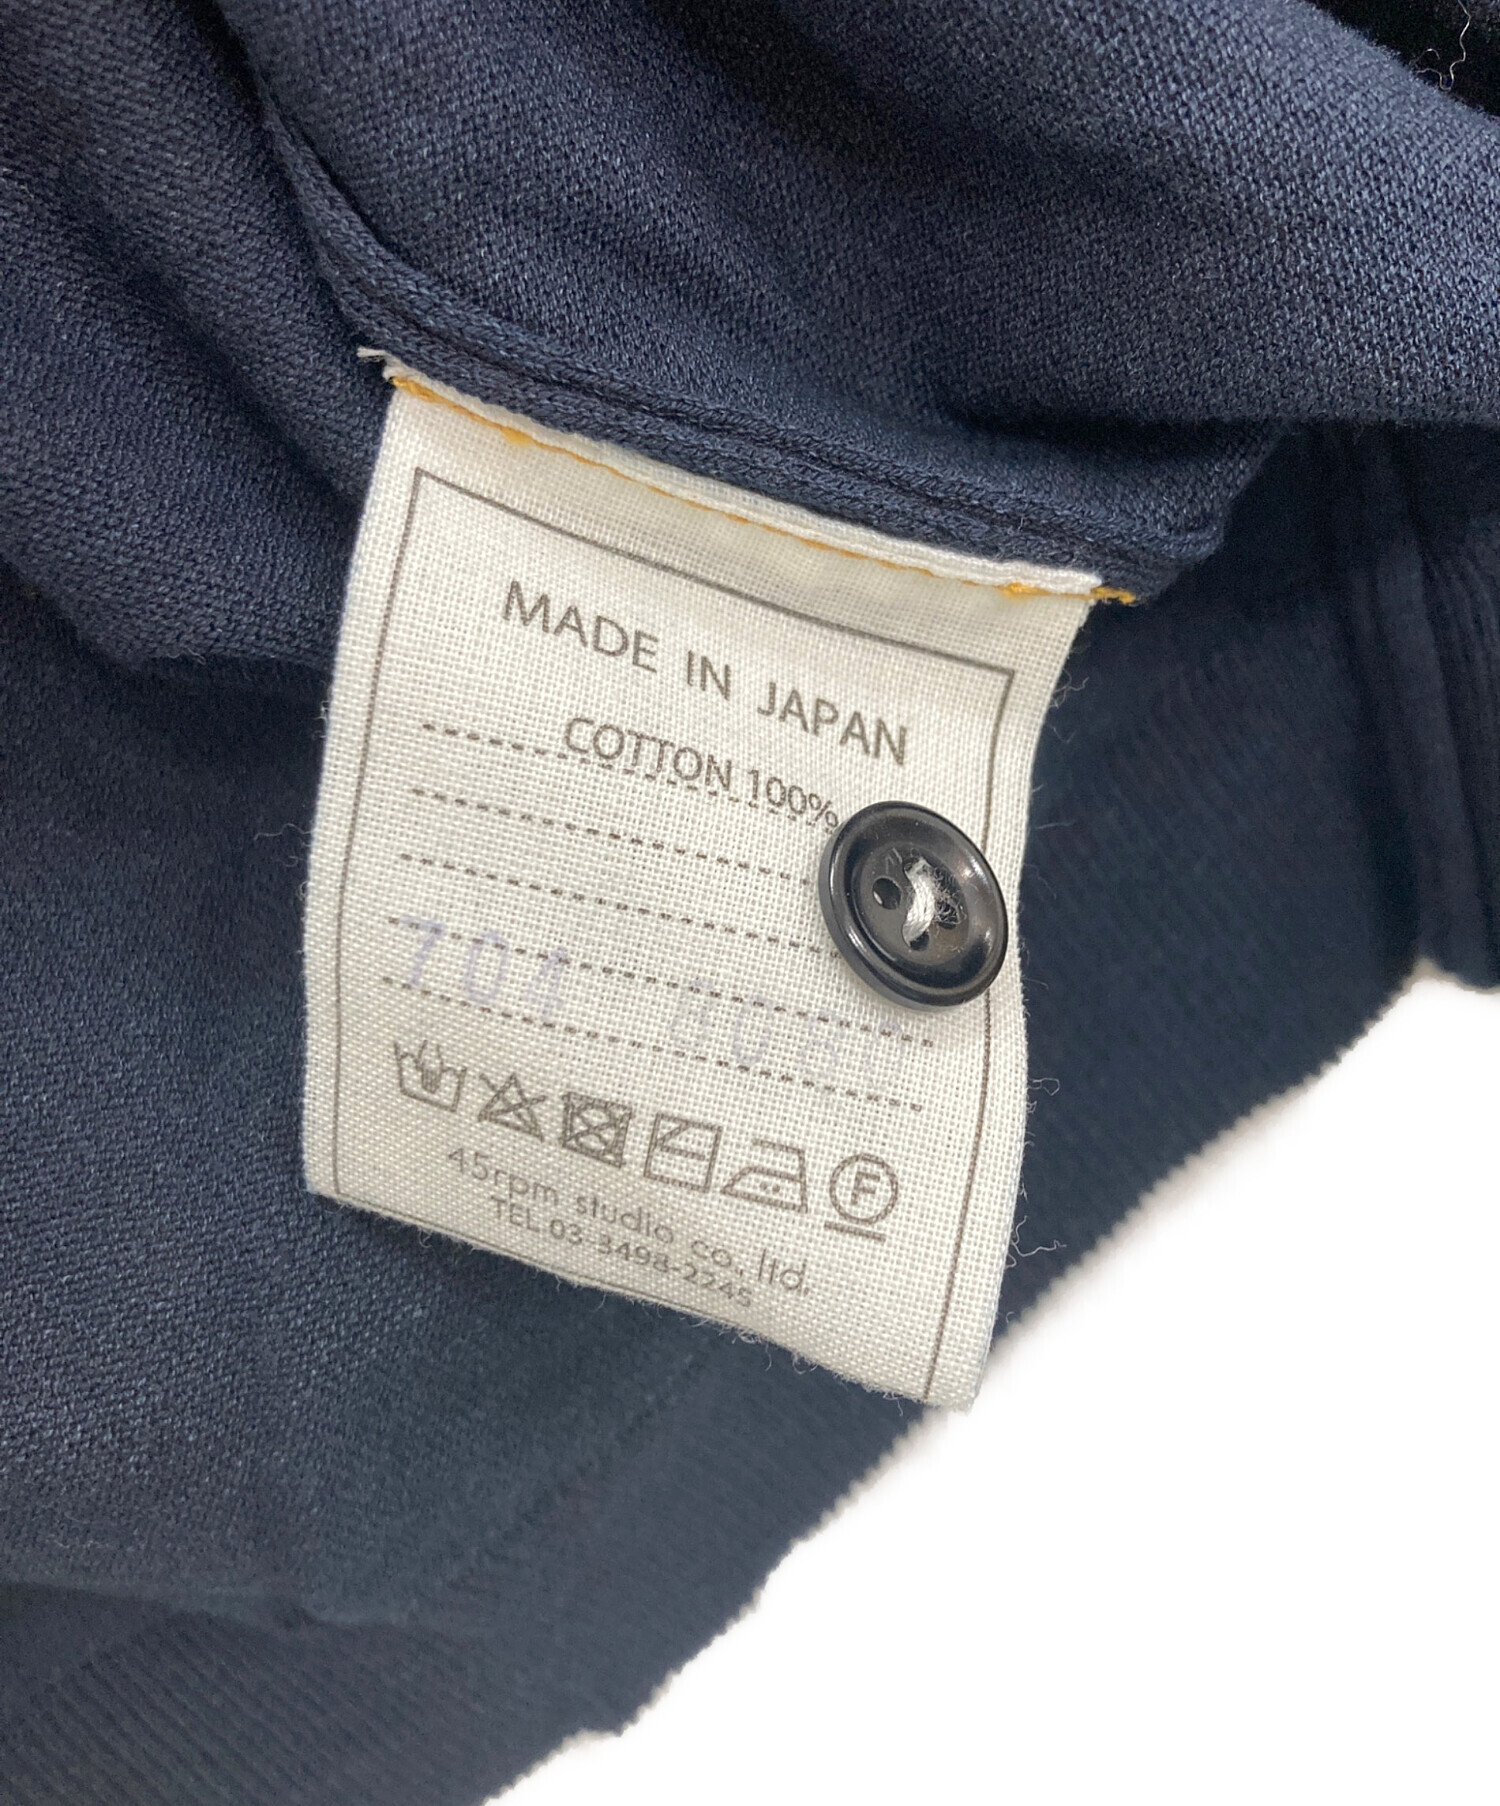 MADE IN JAPAN
COTTON 100%
704
F
45rpm studio co., ltd.
TEL 03-3498-2245